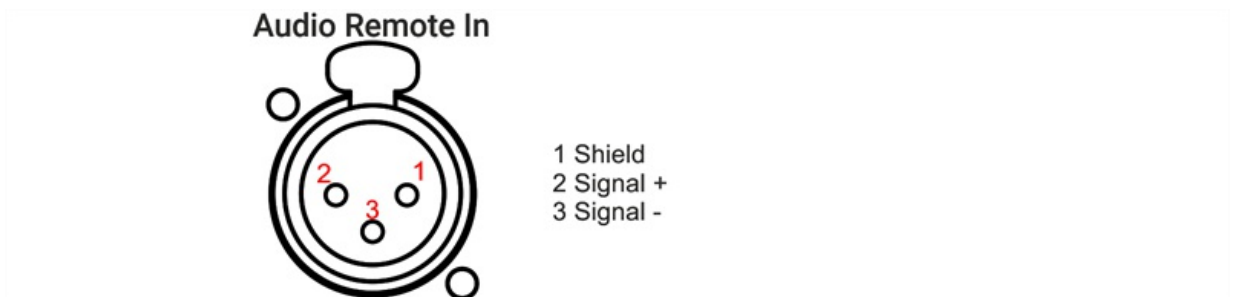 Audio Remote In
2
1
3
1 Shield
2 Signal +
3 Signal -